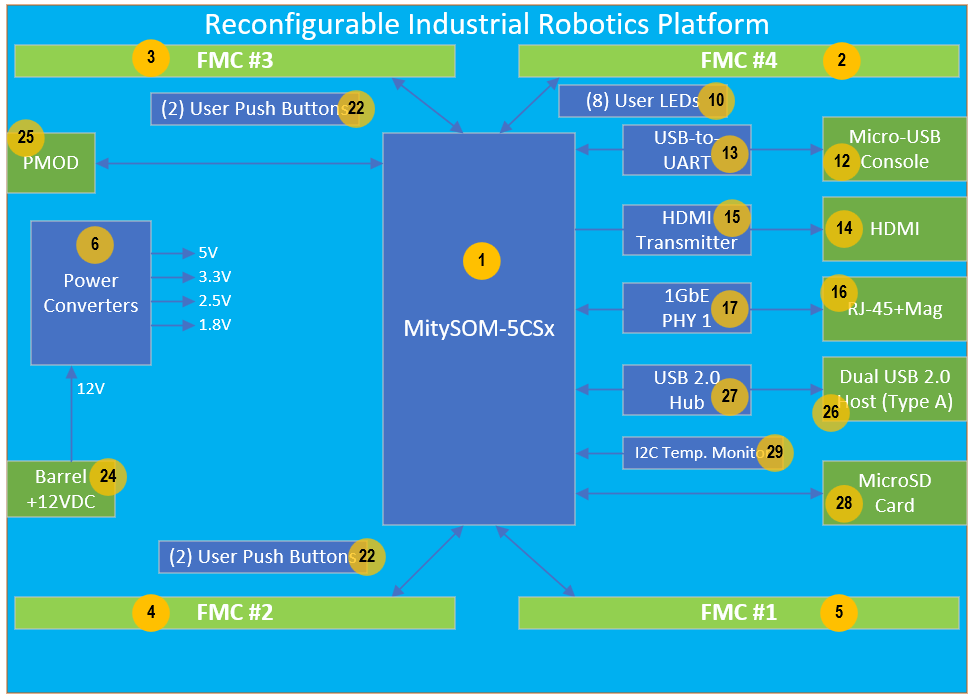 Reconfigurable Industrial Robotics Platform
3
FMC #3
FMC #4
2
(2) User Push Buttons
22
(8) User LEDs
10
25
PMOD
USB-to-
UART
13
Micro-USB
Console
12
6
Power
Converters
5V
3.3V
2.5V
1.8V
12V
1
MitySOM-5CSx
HDMI
Transmitter
15
14
HDMI
1GbE
PHY 1
17
16
RJ-45+Mag
USB 2.0
Hub
27
Dual USB 2.0
Host (Type A)
26
I2C Temp. Monitor
29
Barrel
+12VDC
24
MicroSD
Card
28
(2) User Push Buttons
22
4
FMC #2
FMC #1
5